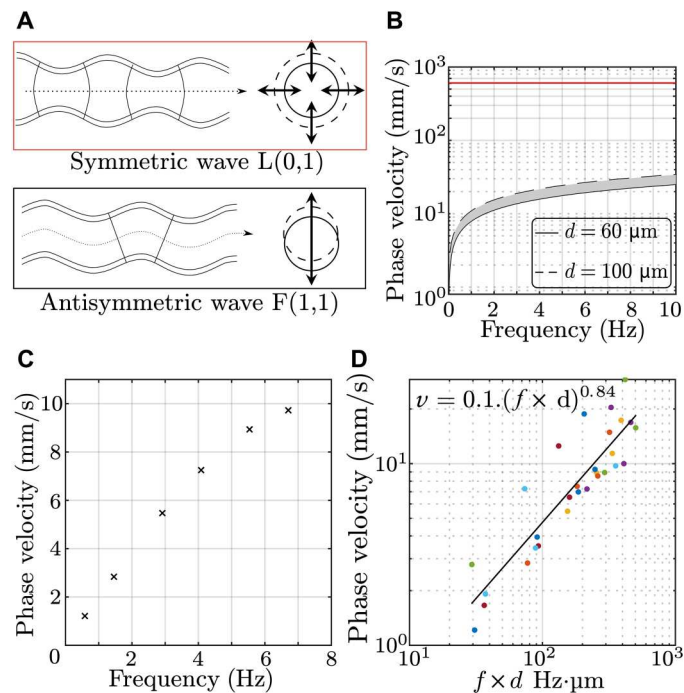 A
Symmetric wave L(0,1)
Antisymmetric wave F(1,1)
B
Phase velocity (mm/s)
10³
10²
10¹
10⁰
0 2 4 6 8 10
Frequency (Hz)
d = 60 μm
d = 100 μm
C
Phase velocity (mm/s)
10
8
6
4
2
0 2 4 6 8
Frequency (Hz)
D
ν = 0.1.(f × d)^0.84
Phase velocity (mm/s)
10¹
10⁰
10¹ 10² 10³
f × d Hz·μm